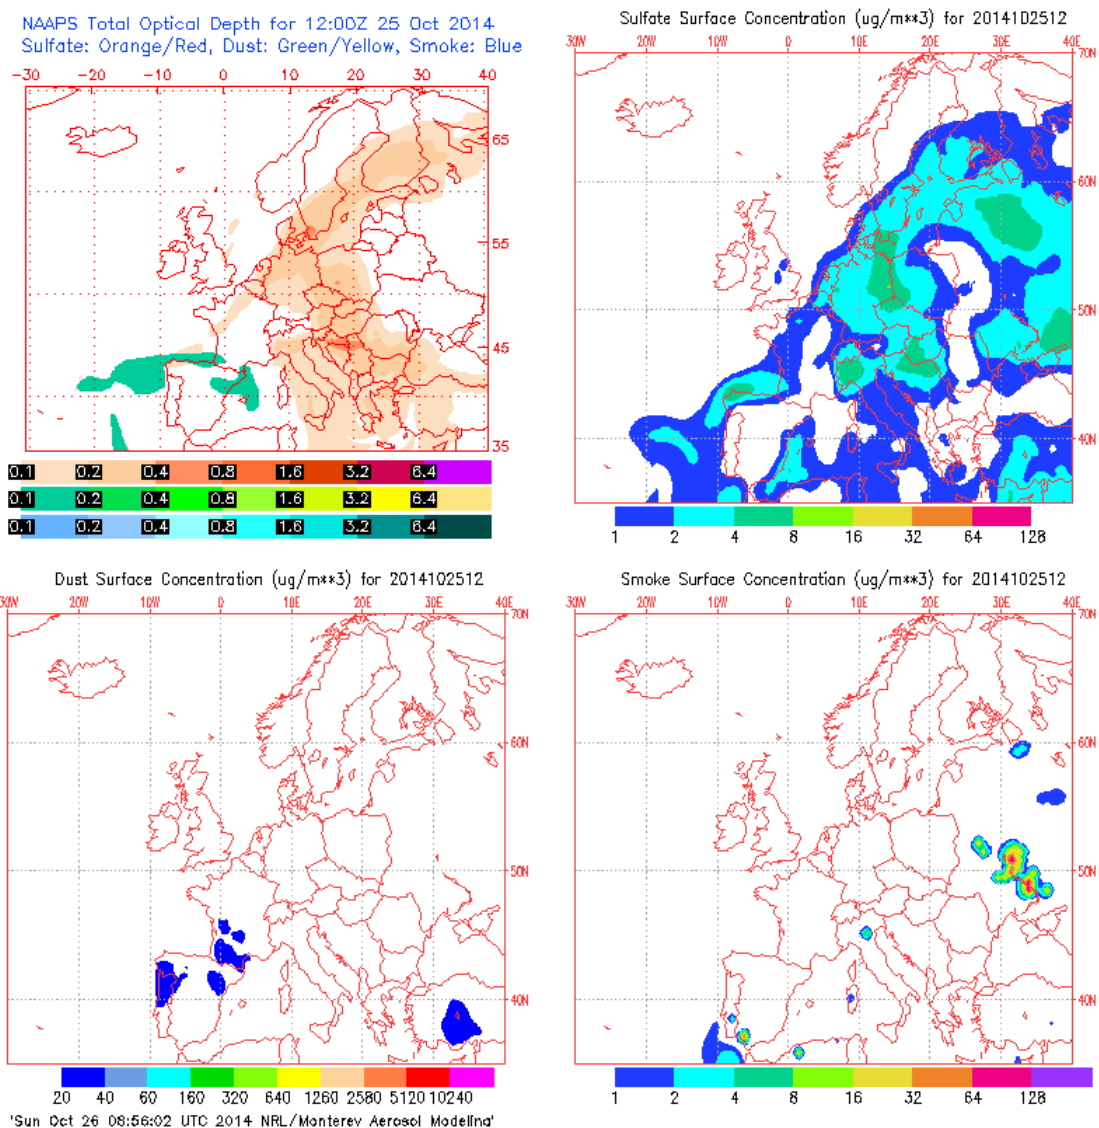 NAAPS Total Optical Depth for 12:00Z 25 Oct 2014
Sulfate: Orange/Red, Dust: Green/Yellow, Smoke: Blue
-30 -20 -10 0 10 20 30 40
65
55
45
35
0.1 0.2 0.4 0.8 1.6 3.2 6.4
0.1 0.2 0.4 0.8 1.6 3.2 6.4
0.1 0.2 0.4 0.8 1.6 3.2 6.4
Sulfate Surface Concentration (ug/m**3) for 2014102512
30W 20W 10W 0 10E 20E 30E 40E
70N
60N
50N
40N
1 2 4 8 16 32 64 128
Dust Surface Concentration (ug/m**3) for 2014102512
30W 20W 10W 0 10E 20E 30E 40E
70N
60N
50N
40N
20 40 60 160 320 640 1260 2580 5120 10240
'Sun Oct 26 08:56:02 UTC 2014 NRL/Monterey Aerosol Modeling'
Smoke Surface Concentration (ug/m**3) for 2014102512
30W 20W 10W 0 10E 20E 30E 40E
70N
60N
50N
40N
1 2 4 8 16 32 64 128